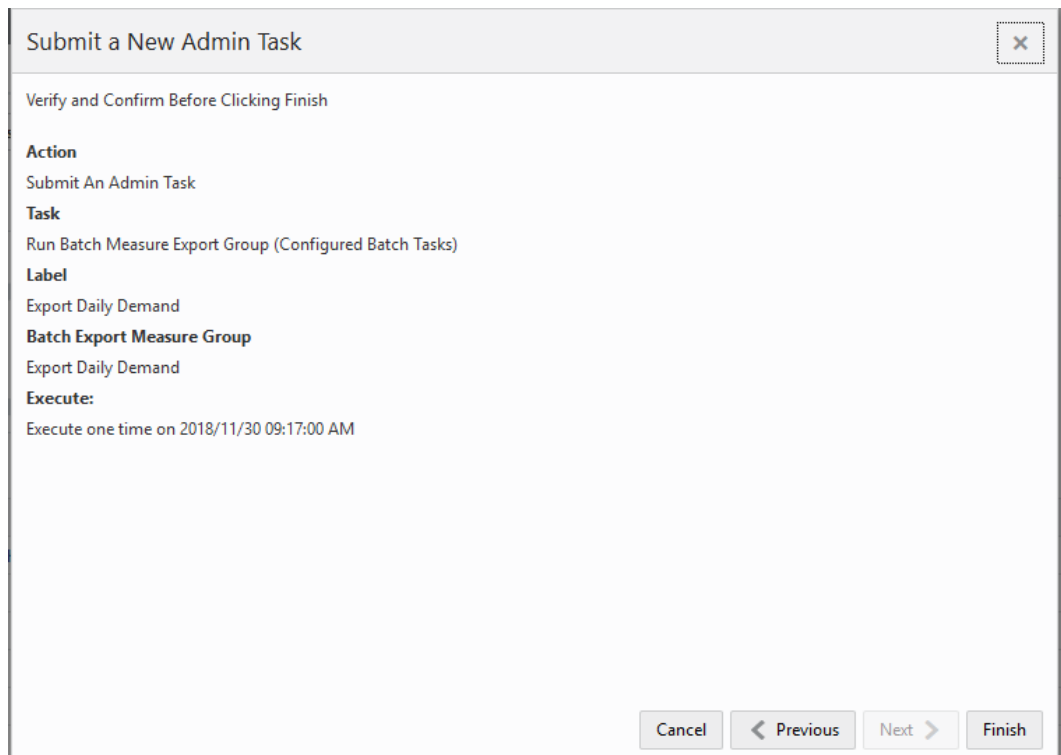 Submit a New Admin Task
Verify and Confirm Before Clicking Finish
Action
Submit An Admin Task
Task
Run Batch Measure Export Group (Configured Batch Tasks)
Label
Export Daily Demand
Batch Export Measure Group
Export Daily Demand
Execute:
Execute one time on 2018/11/30 09:17:00 AM
Cancel Previous Next Finish